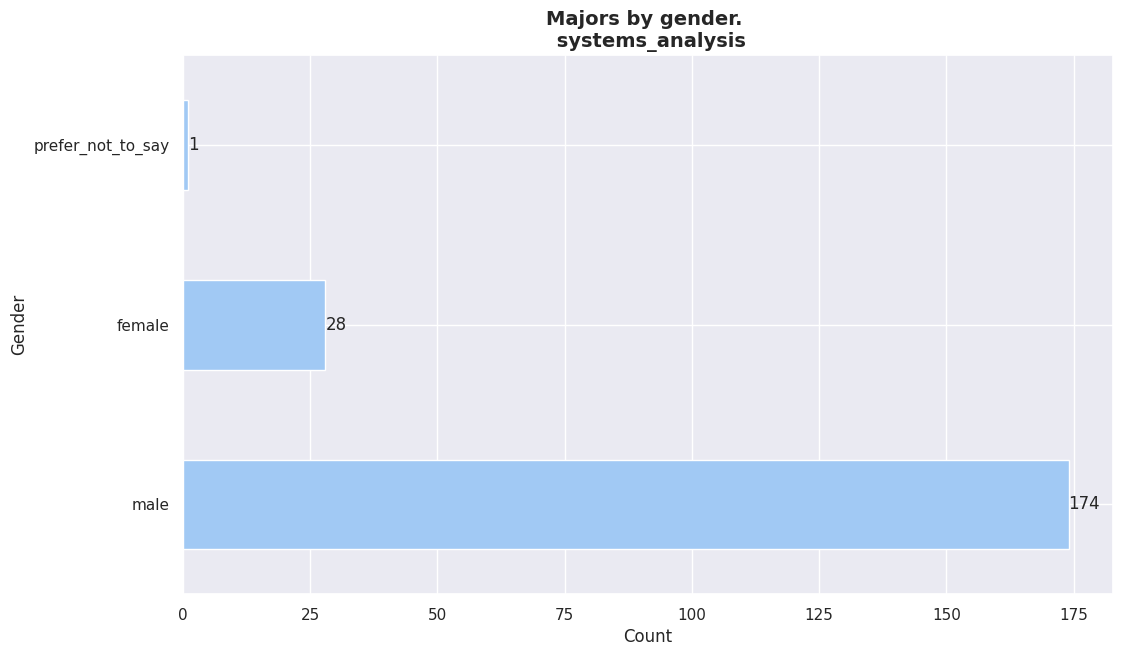 Majors by gender.
systems_analysis
prefer_not_to_say
1
female
28
male
174
Gender
0 25 50 75 100 125 150 175
Count